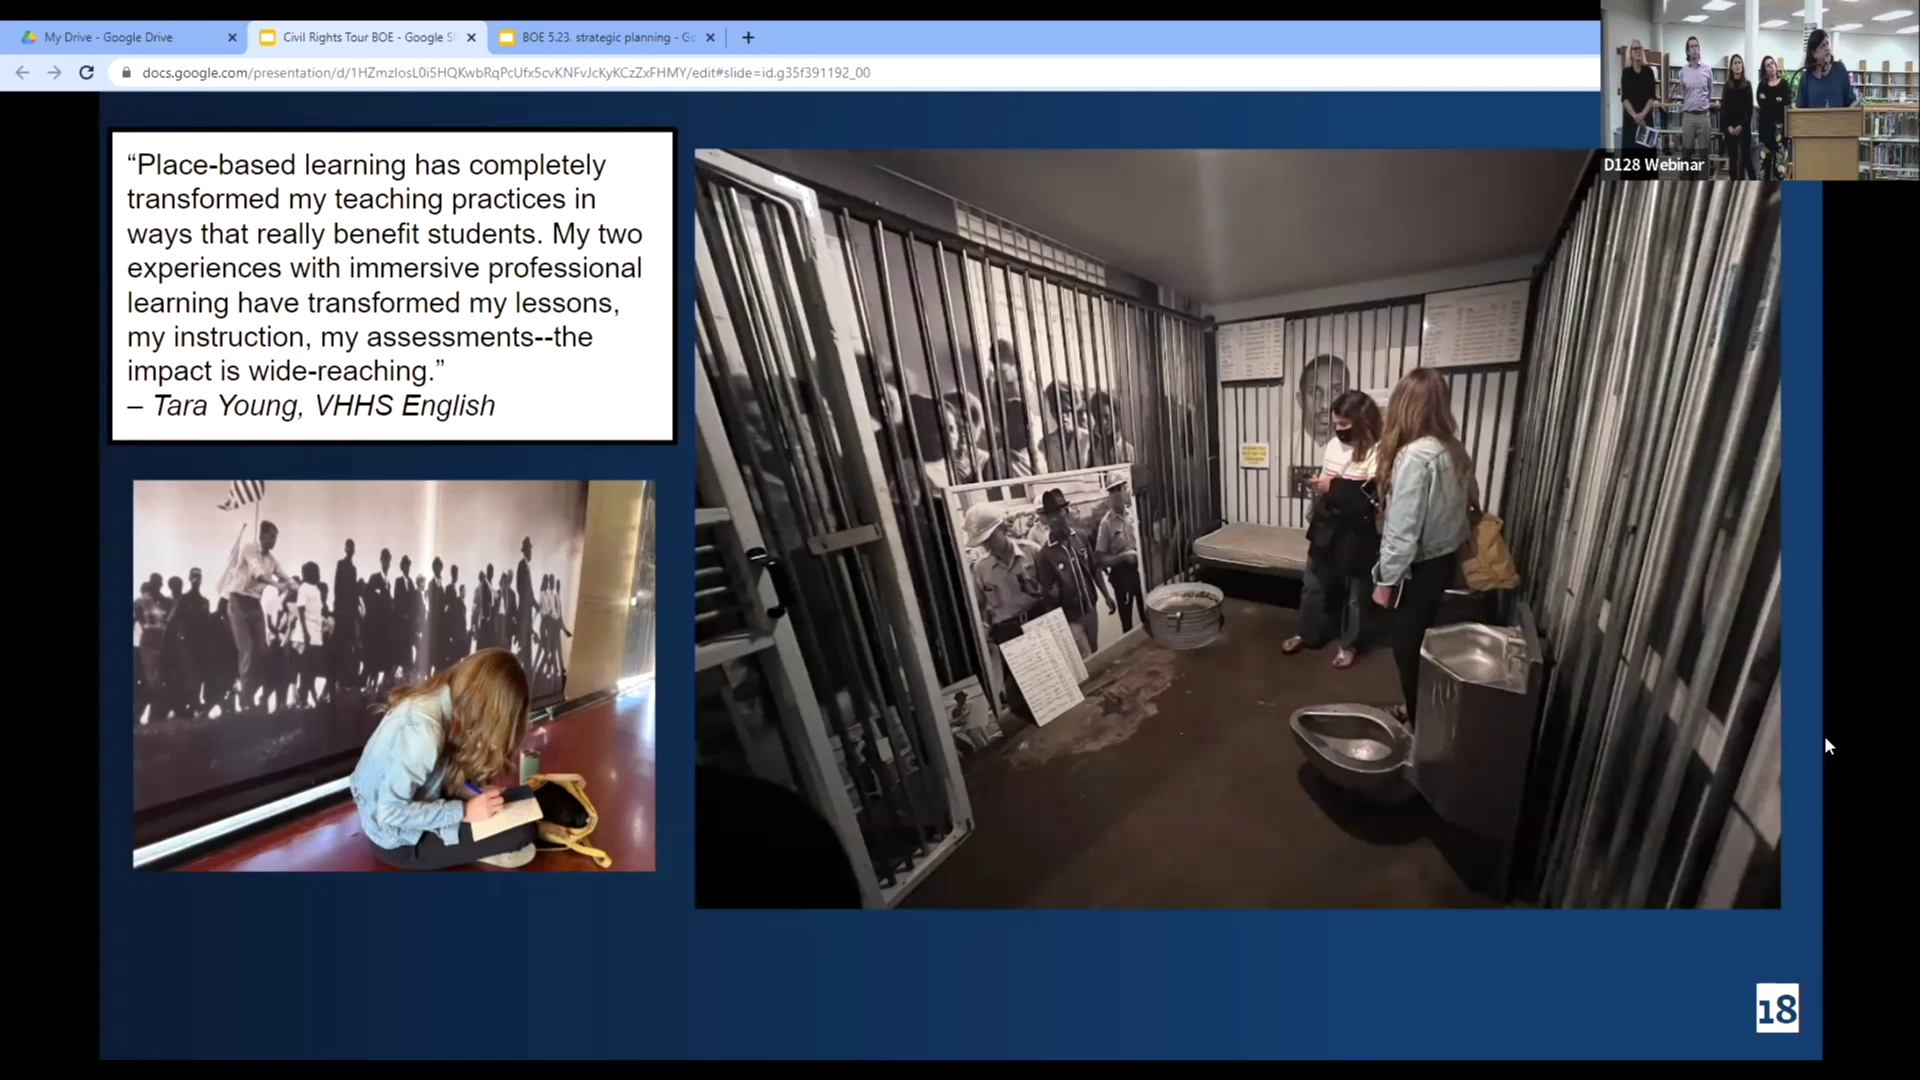 My Drive - Google Drive
Civil Rights Tour BOE - Google Sl
BOE 5.23. strategic planning - Go
docs.google.com/presentation/d/1HZmzIosL0i5HQKwbRqPcUfx5cvKNFvJcKyKCzZxFHMY/edit#slide=id.g35f391192_00
D128 Webinar
“Place-based learning has completely
transformed my teaching practices in
ways that really benefit students. My two
experiences with immersive professional
learning have transformed my lessons,
my instruction, my assessments--the
impact is wide-reaching.”
– Tara Young, VHHS English
18